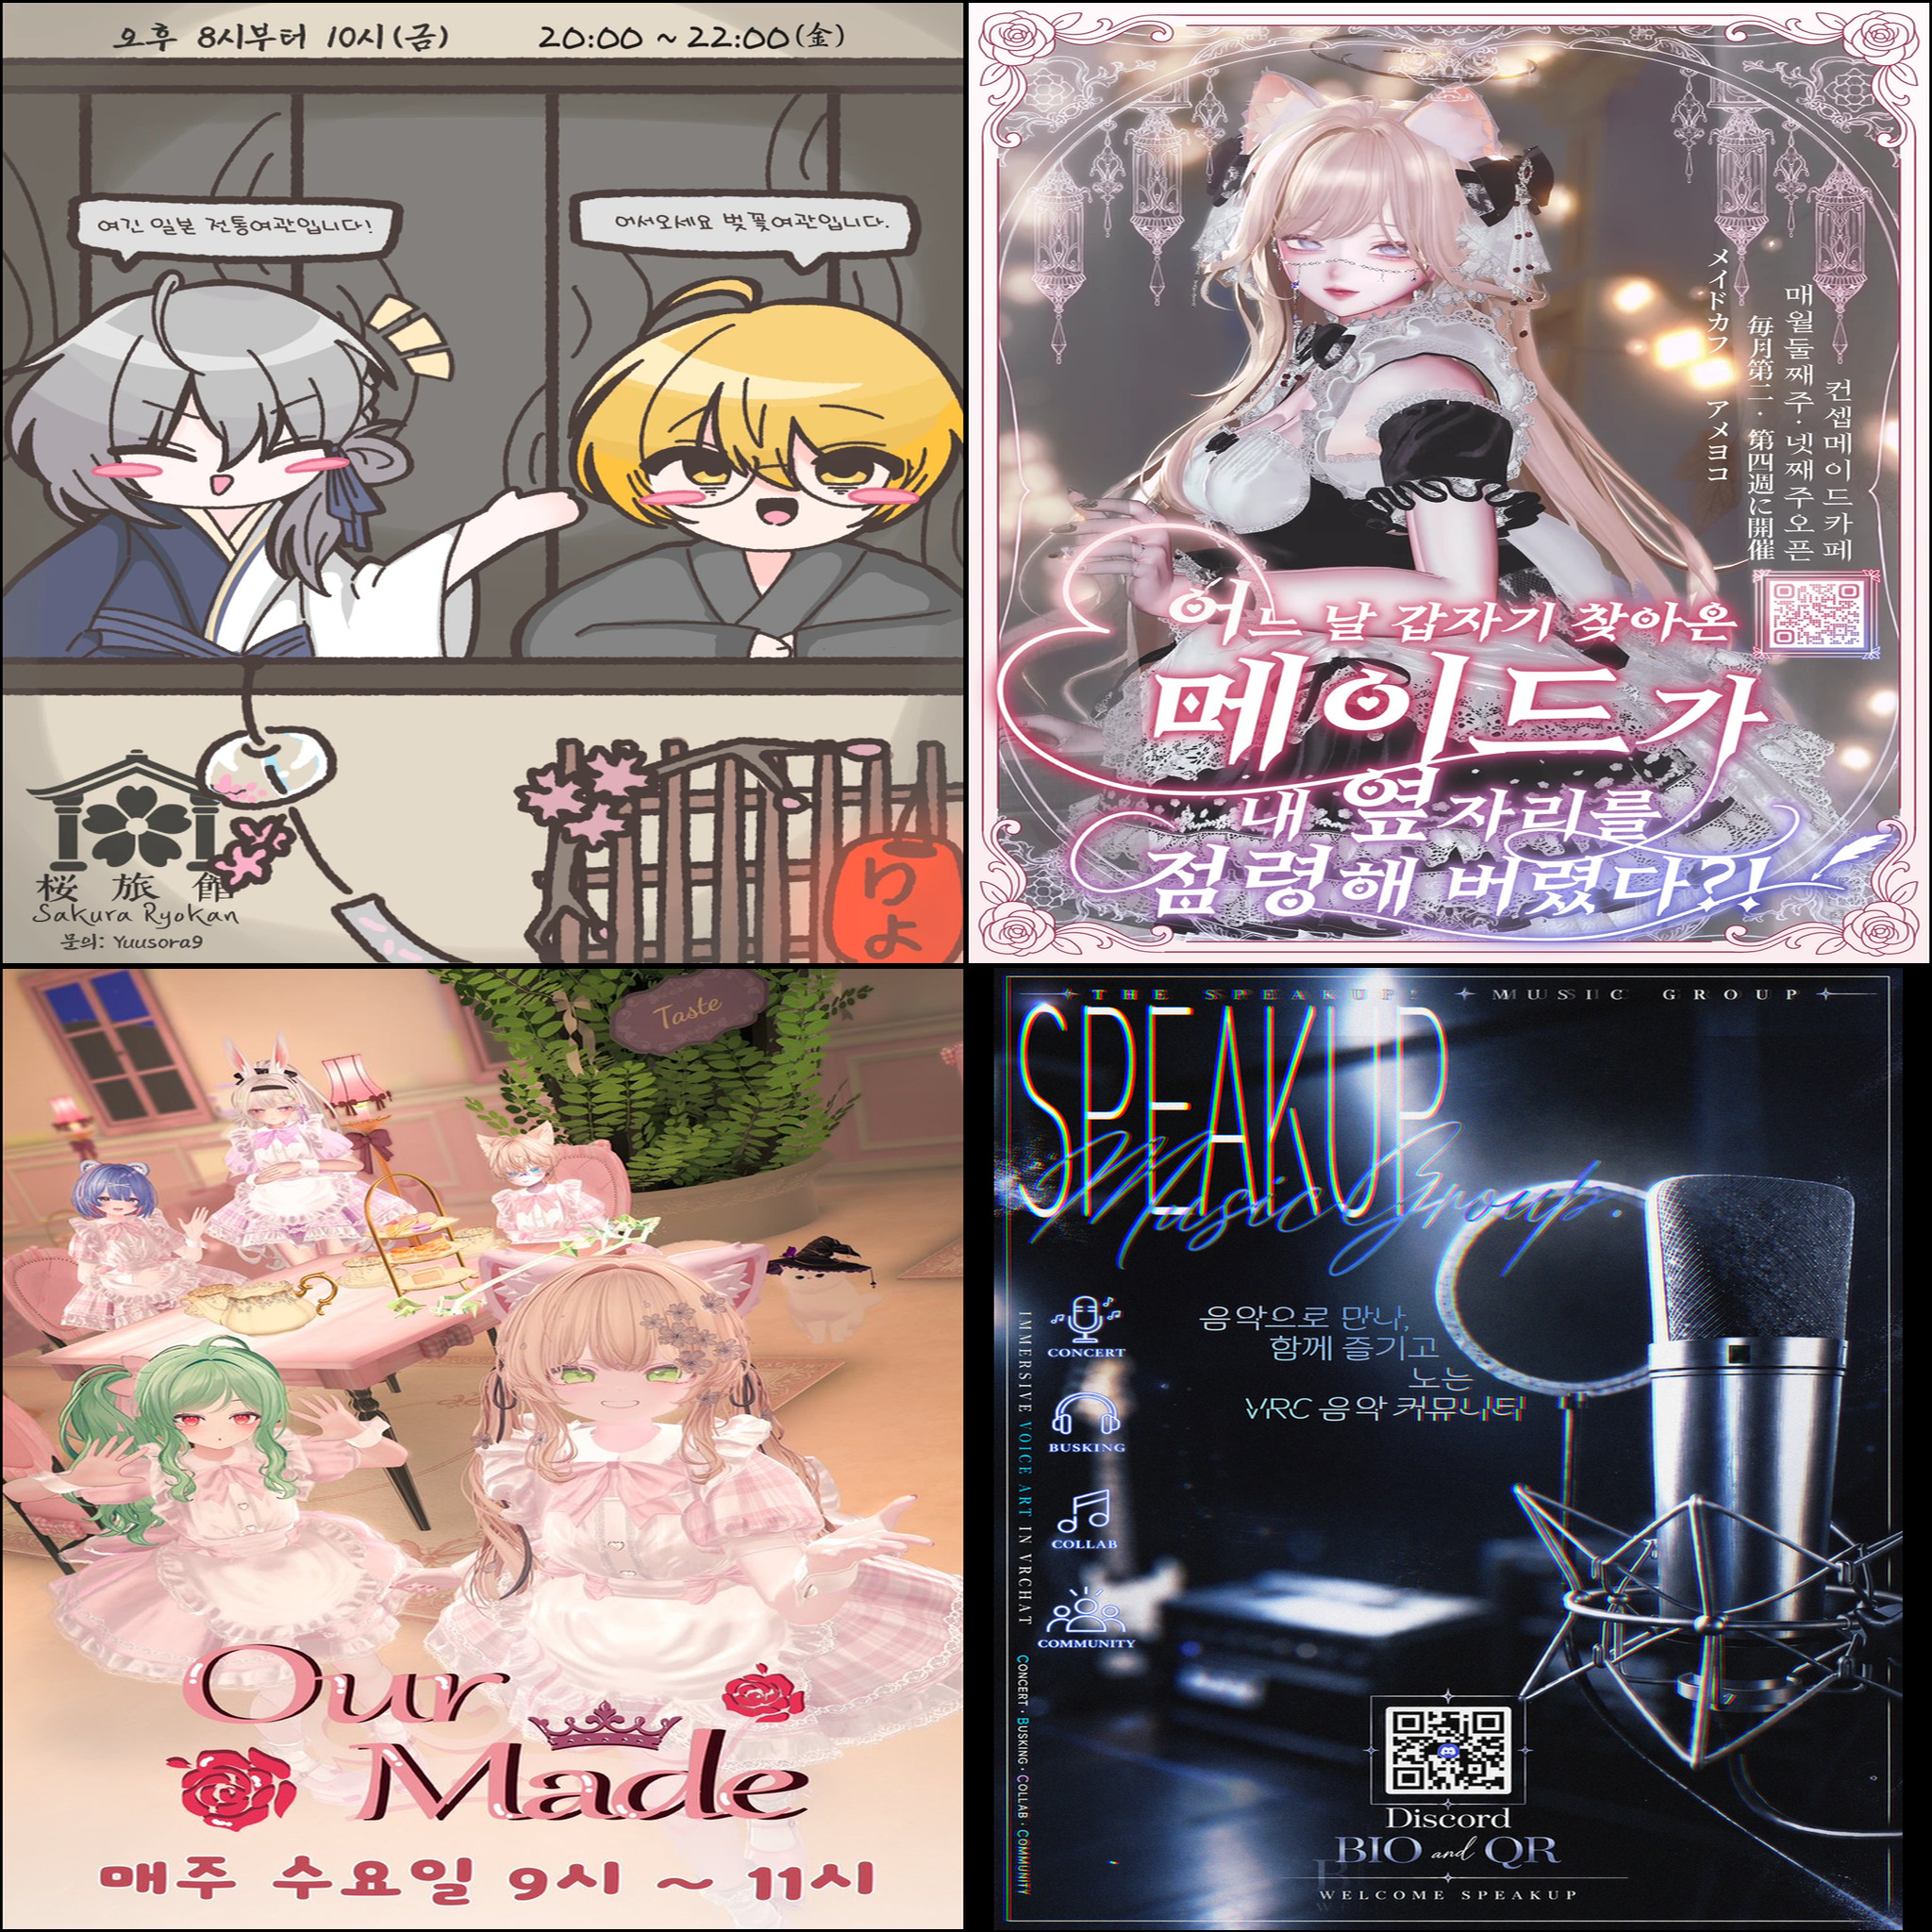 오후 8시부터 10시(금) 20:00 ~ 22:00(金)
여긴 일본 전통여관입니다!
어서오세요 벚꽃여관입니다.
桜旅館
Sakura Ryokan
문의: Yuusora9
りよ
컨셉메이드카페
매월둘째주·넷째주오픈
毎月第二·第四週に開催
メイドカフェ アメヨコ
어느 날 갑자기 찾아온
메이드가
내 옆자리를
점령해 버렸다?!
Taste
Our
Made
매주 수요일 9시 ~ 11시
THE SPEAKUP! MUSIC GROUP
SPEAKUP
Music Group.
음악으로 만나,
함께 즐기고
노는
VRC 음악 커뮤니티
CONCERT
BUSKING
COLLAB
COMMUNITY
IMMERSIVE VOICE ART IN VRCHAT
CONCERT · BUSKING · COLLAB · COMMUNITY
Discord
BIO and QR
WELCOME SPEAKUP